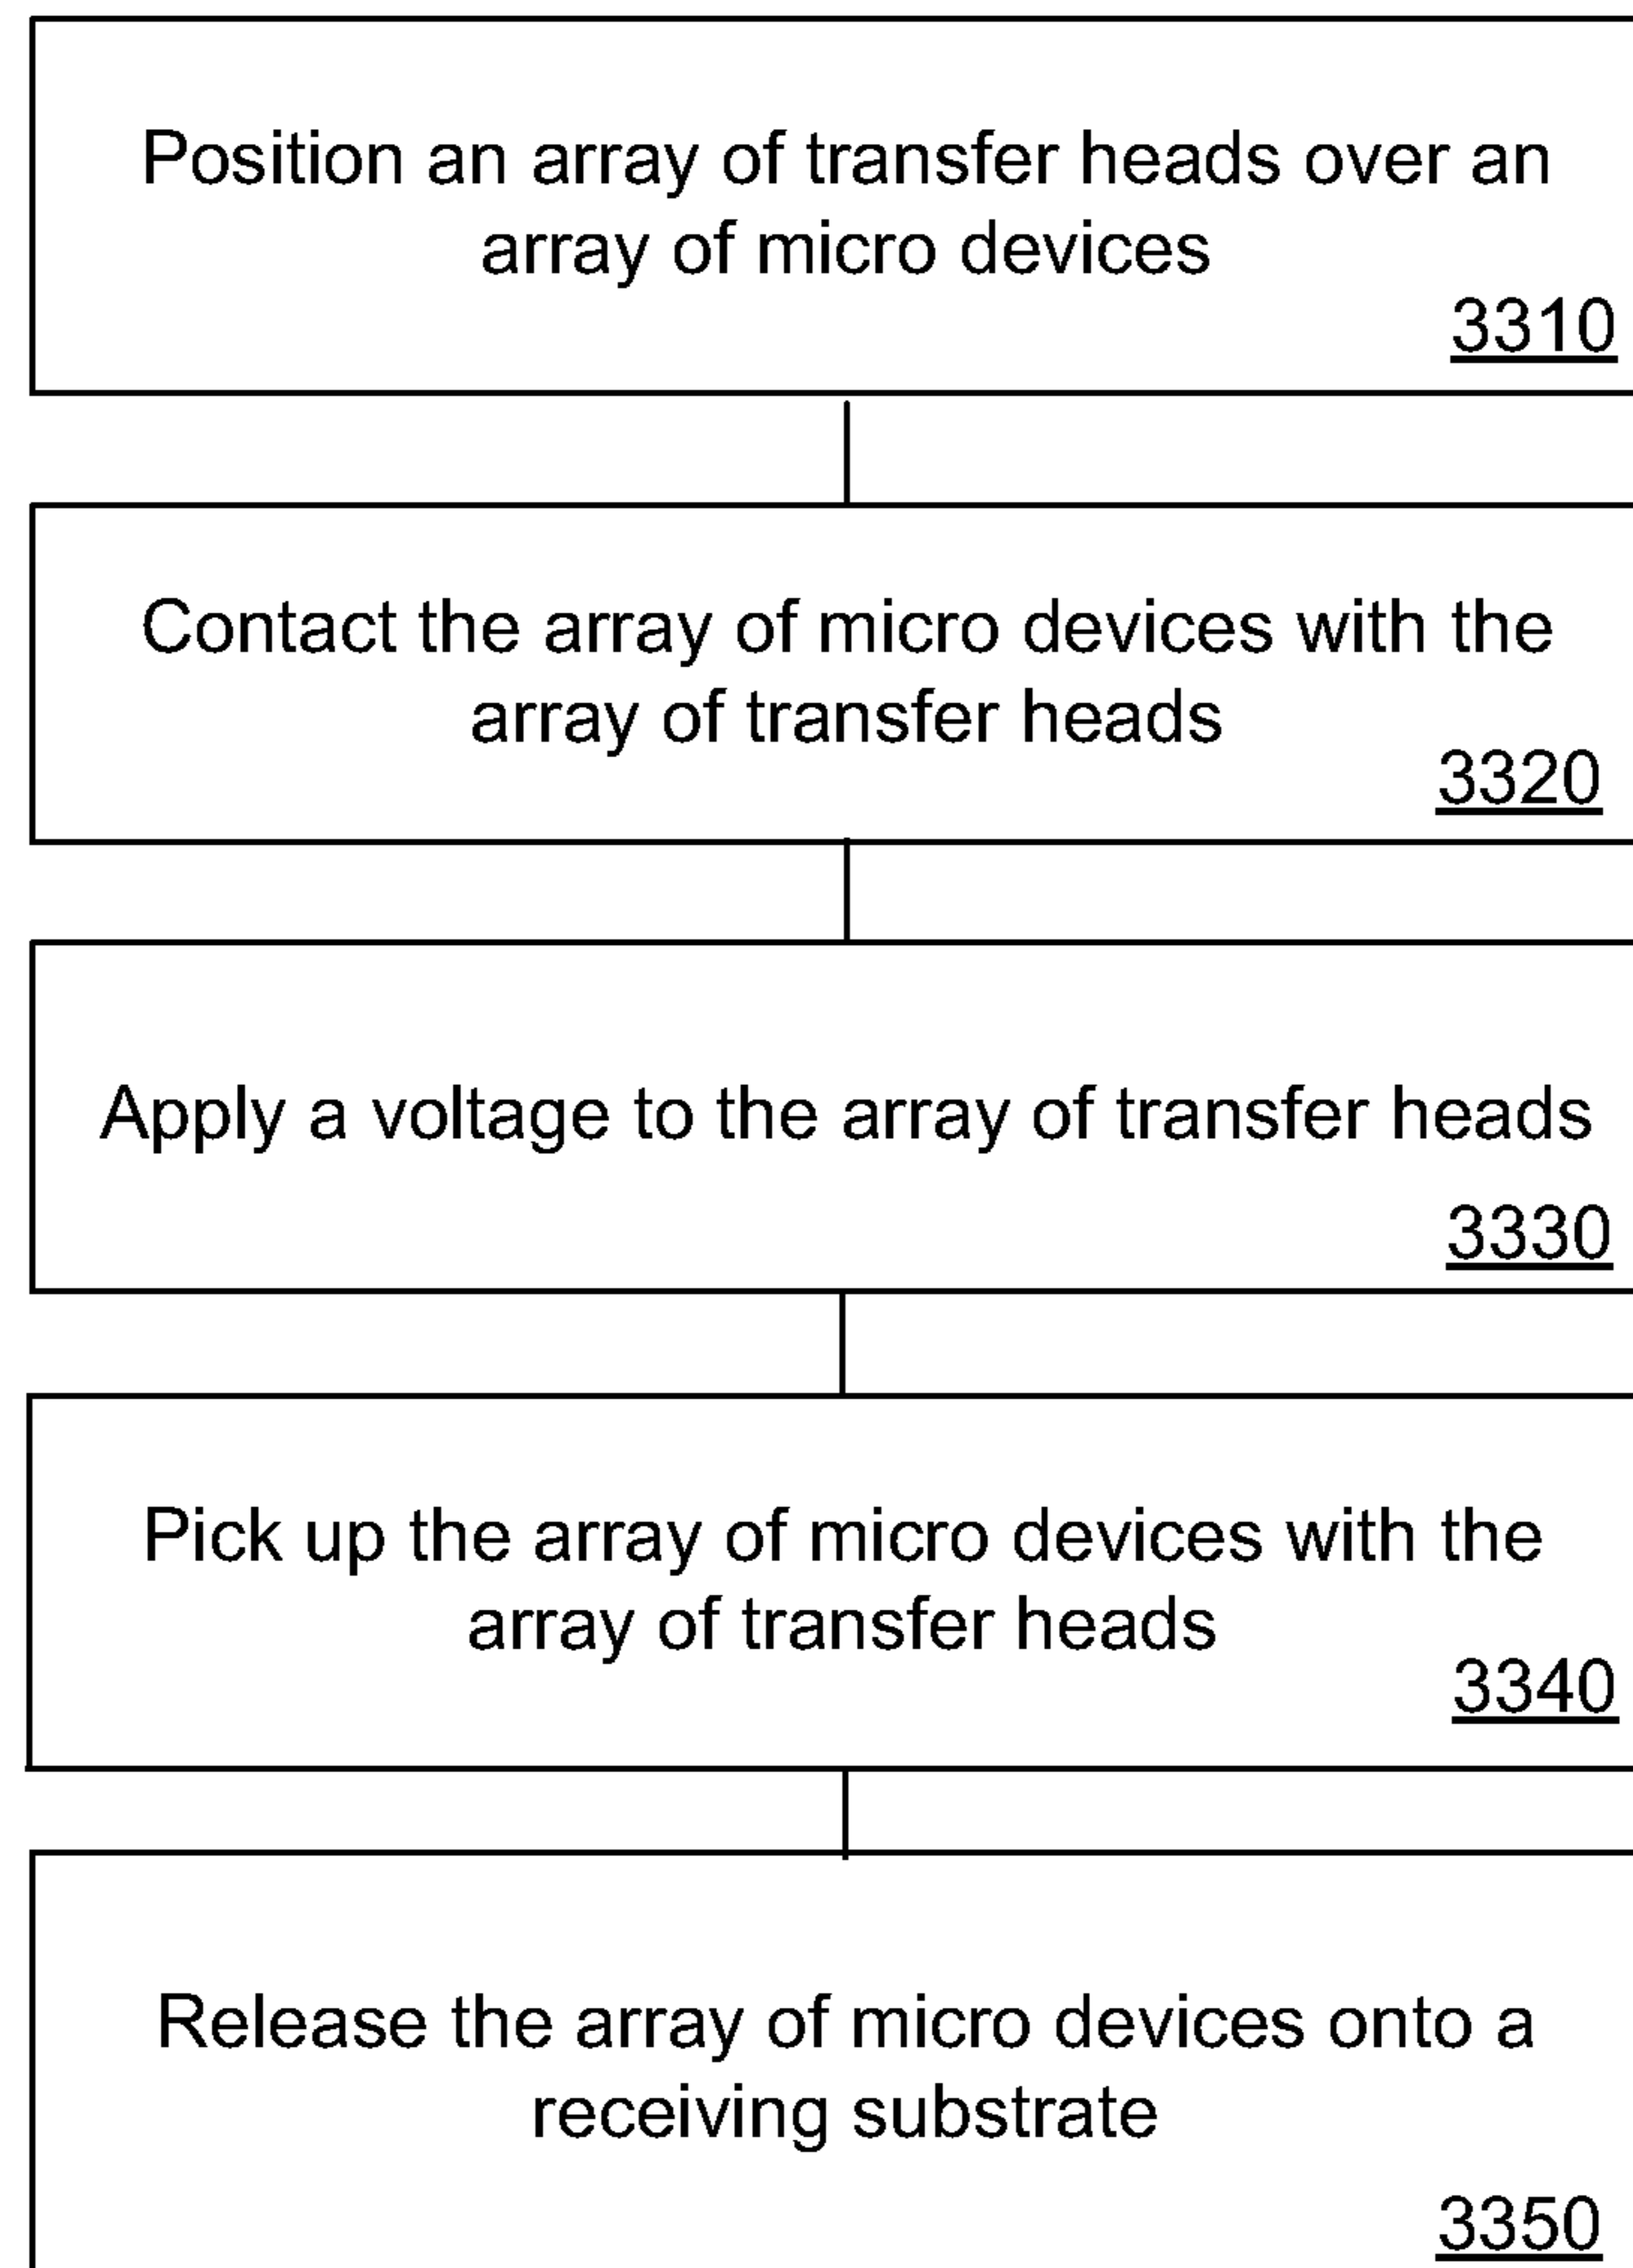 Position an array of transfer heads over an
array of micro devices
3310
Contact the array of micro devices with the
array of transfer heads
3320
Apply a voltage to the array of transfer heads
3330
Pick up the array of micro devices with the
array of transfer heads
3340
Release the array of micro devices onto a
receiving substrate
3350